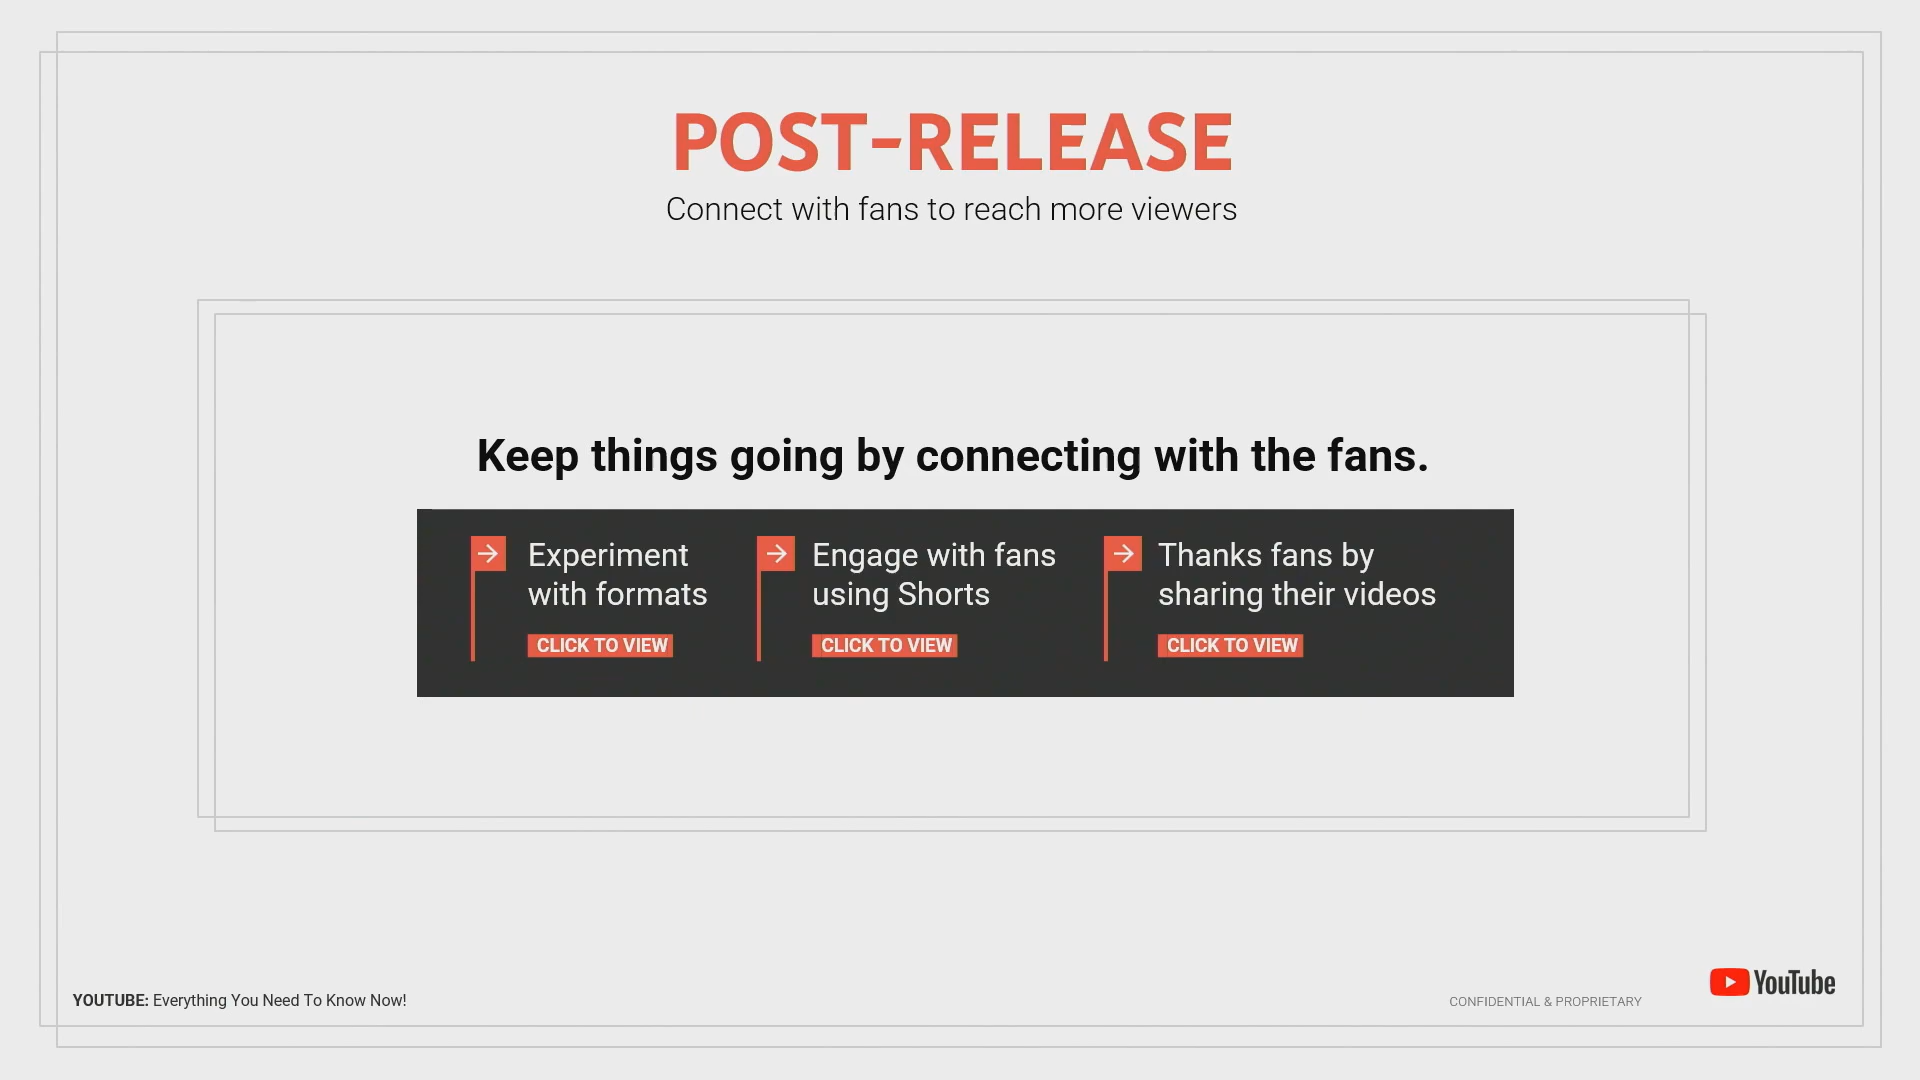 POST-RELEASE
Connect with fans to reach more viewers
Keep things going by connecting with the fans.
Experiment
with formats
CLICK TO VIEW
Engage with fans
using Shorts
CLICK TO VIEW
Thanks fans by
sharing their videos
CLICK TO VIEW
YOUTUBE: Everything You Need To Know Now!
CONFIDENTIAL & PROPRIETARY
YouTube